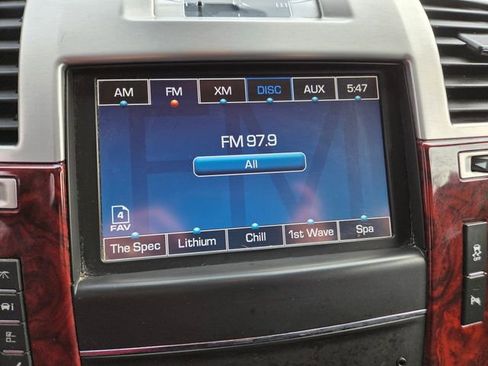 AM FM XM DISC AUX 5:47
FM 97.9
All
4
FAV
The Spec Lithium Chill 1st Wave Spa